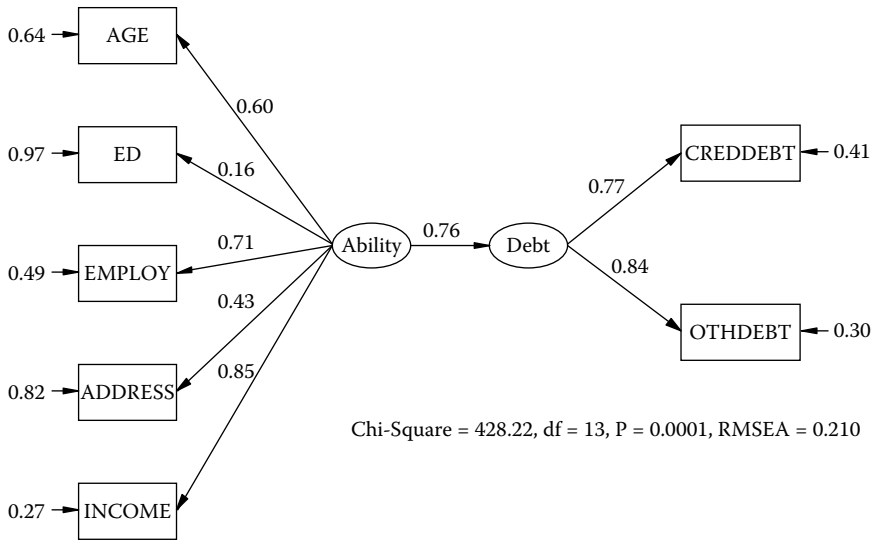 0.64
AGE
0.60
0.97
ED
0.16
CREDDEBT
0.41
0.77
0.71
Ability
0.76
Debt
0.49
EMPLOY
0.84
0.43
OTHDEBT
0.30
0.85
0.82
ADDRESS
Chi-Square = 428.22, df = 13, P = 0.0001, RMSEA = 0.210
0.27
INCOME